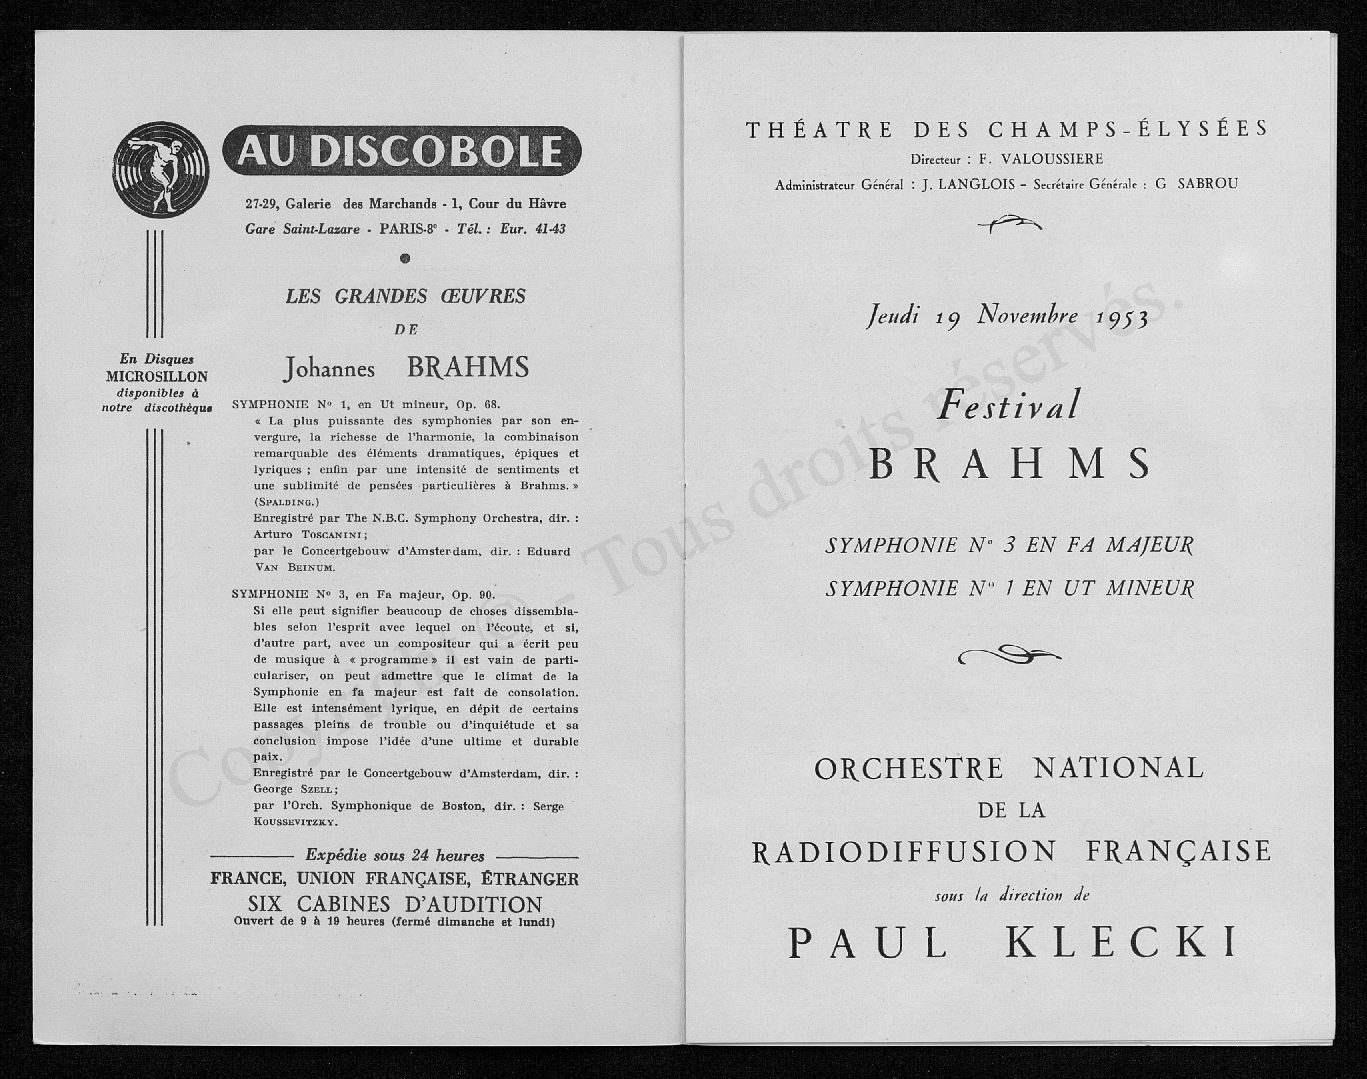 AU DISCOBOLE
27-29, Galerie des Marchands - 1, Cour du Hâvre
Gare Saint-Lazare - PARIS-8e - Tél. : Eur. 41-43
LES GRANDES ŒUVRES
DE
Johannes BRAHMS
En Disques
MICROSILLON
disponibles à
notre discothèque
SYMPHONIE No 1, en Ut mineur, Op. 68.
« La plus puissante des symphonies par son en-
vergure, la richesse de l'harmonie, la combinaison
remarquable des éléments dramatiques, épiques et
lyriques ; enfin par une intensité de sentiments et
une sublimité de pensées particulières à Brahms. »
(SPALDING.)
Enregistré par The N.B.C. Symphony Orchestra, dir. :
Arturo TOSCANINI ;
par le Concertgebouw d'Amsterdam, dir. : Eduard
VAN BEINUM.
SYMPHONIE No 3, en Fa majeur, Op. 90.
Si elle peut signifier beaucoup de choses dissembla-
bles selon l'esprit avec lequel on l'écoute, et si,
d'autre part, avec un compositeur qui a écrit peu
de musique à « programme » il est vain de parti-
culariser, on peut admettre que le climat de la
Symphonie en fa majeur est fait de consolation.
Elle est intensément lyrique, en dépit de certains
passages pleins de trouble ou d'inquiétude et sa
conclusion impose l'idée d'une ultime et durable
paix.
Enregistré par le Concertgebouw d'Amsterdam, dir. :
George SZELL ;
par l'Orch. Symphonique de Boston, dir. : Serge
KOUSSEVITZKY.
Expédie sous 24 heures
FRANCE, UNION FRANÇAISE, ÉTRANGER
SIX CABINES D'AUDITION
Ouvert de 9 à 19 heures (fermé dimanche et lundi)
THÉATRE DES CHAMPS-ÉLYSÉES
Directeur : F. VALOUSSIERE
Administrateur Général : J. LANGLOIS - Secrétaire Générale : G SABROU
Jeudi 19 Novembre 1953
Festival
BRAHMS
SYMPHONIE No 3 EN FA MAJEUR
SYMPHONIE No 1 EN UT MINEUR
ORCHESTRE NATIONAL
DE LA
RADIODIFFUSION FRANÇAISE
sous la direction de
PAUL KLECKI
Copyright © - Tous droits réservés.